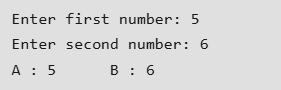 Enter first number: 5
Enter second number: 6
A : 5      B : 6